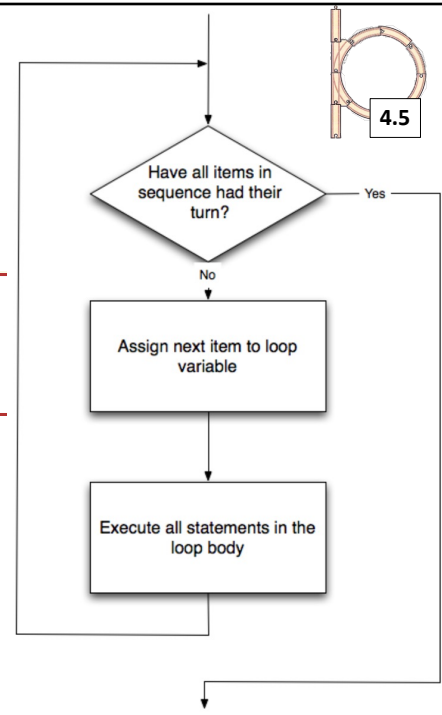 4.5
Have all items in
sequence had their
turn?
Yes
No
Assign next item to loop
variable
Execute all statements in the
loop body